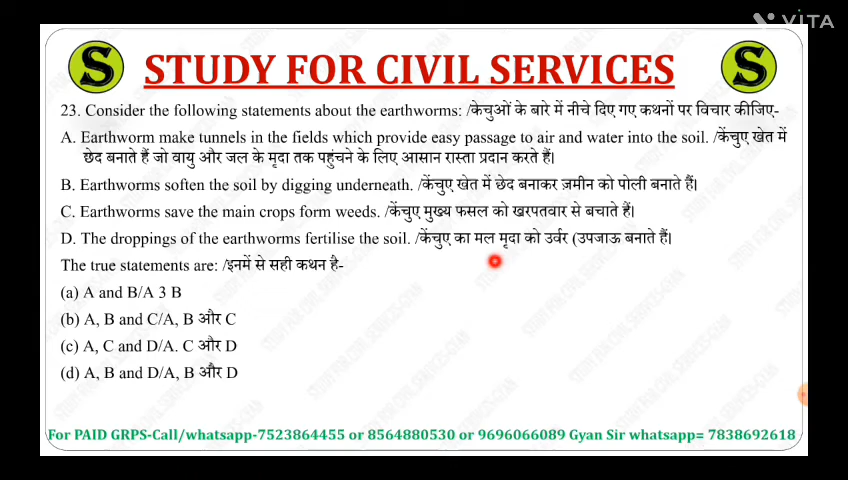 VITA
S STUDY FOR CIVIL SERVICES S
23. Consider the following statements about the earthworms: /केचुओं के बारे में नीचे दिए गए कथनों पर विचार कीजिए-
A. Earthworm make tunnels in the fields which provide easy passage to air and water into the soil. /केंचुए खेत में
छेद बनाते हैं जो वायु और जल के मृदा तक पहुंचने के लिए आसान रास्ता प्रदान करते हैं।
B. Earthworms soften the soil by digging underneath. /केंचुए खेत में छेद बनाकर ज़मीन को पोली बनाते हैं।
C. Earthworms save the main crops form weeds. /केंचुए मुख्य फसल को खरपतवार से बचाते हैं।
D. The droppings of the earthworms fertilise the soil. /केंचुए का मल मृदा को उर्वर (उपजाऊ बनाते हैं।
The true statements are: /इनमें से सही कथन है-
(a) A and B/A 3 B
(b) A, B and C/A, B और C
(c) A, C and D/A. C और D
(d) A, B and D/A, B और D
For PAID GRPS-Call/whatsapp-7523864455 or 8564880530 or 9696066089 Gyan Sir whatsapp= 7838692618